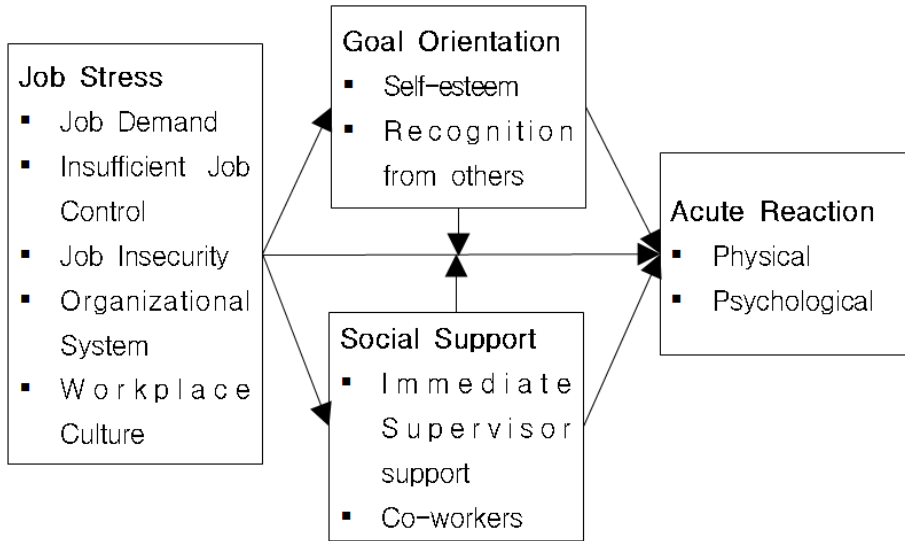 Job Stress
▪ Job Demand
▪ Insufficient Job
Control
▪ Job Insecurity
▪ Organizational
System
▪ Workplace
Culture
Goal Orientation
▪ Self-esteem
▪ Recognition
from others
Social Support
▪ Immediate
Supervisor
support
▪ Co-workers
Acute Reaction
▪ Physical
▪ Psychological